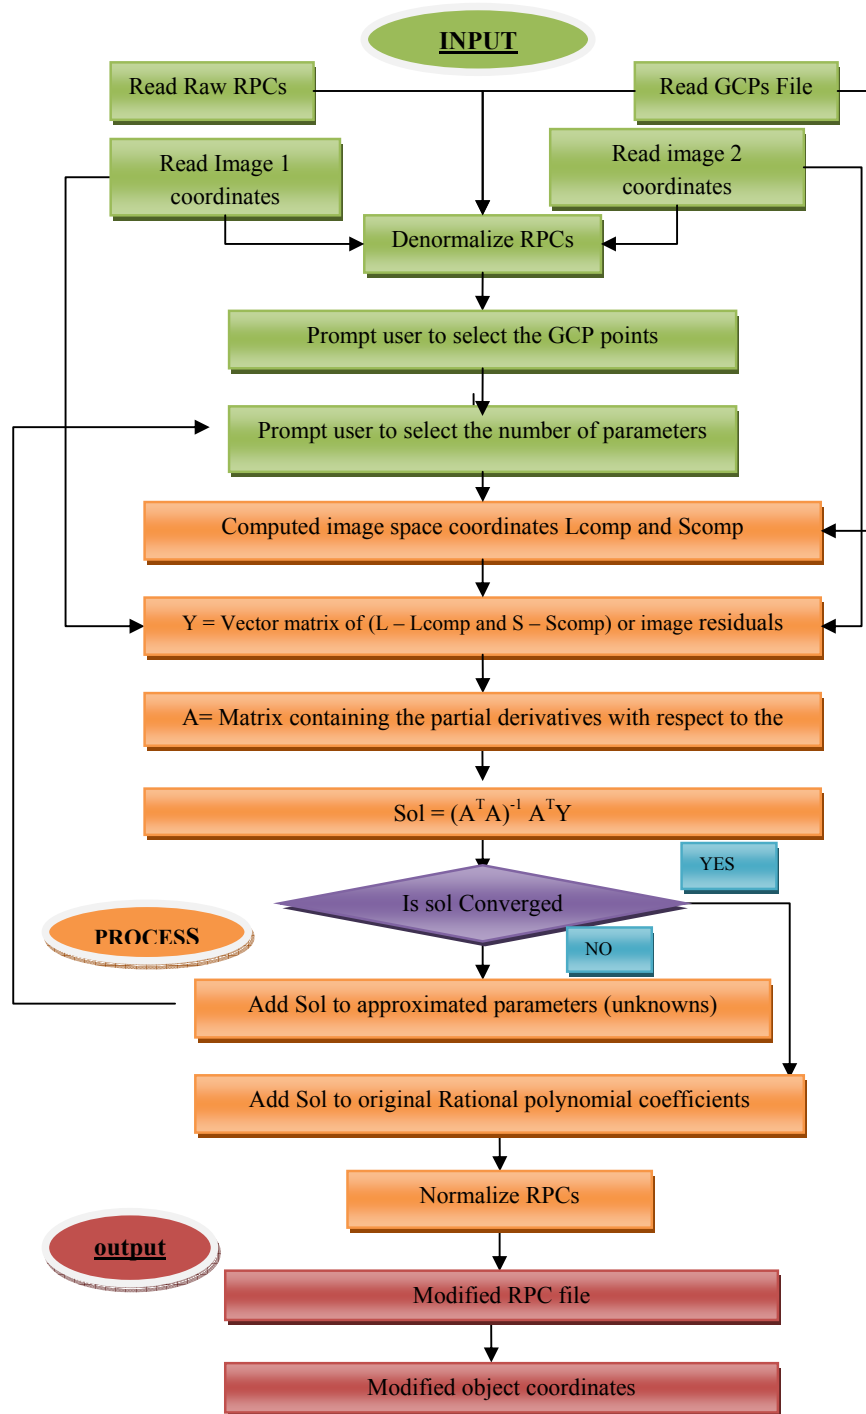 INPUT
Read Raw RPCs
Read GCPs File
Read Image 1
coordinates
Read image 2
coordinates
Denormalize RPCs
Prompt user to select the GCP points
Prompt user to select the number of parameters
Computed image space coordinates Lcomp and Scomp
Y = Vector matrix of (L – Lcomp and S – Scomp) or image residuals
A= Matrix containing the partial derivatives with respect to the
Sol = (AᵀA)⁻¹ AᵀY
YES
Is sol Converged
PROCESS
NO
Add Sol to approximated parameters (unknowns)
Add Sol to original Rational polynomial coefficients
Normalize RPCs
output
Modified RPC file
Modified object coordinates